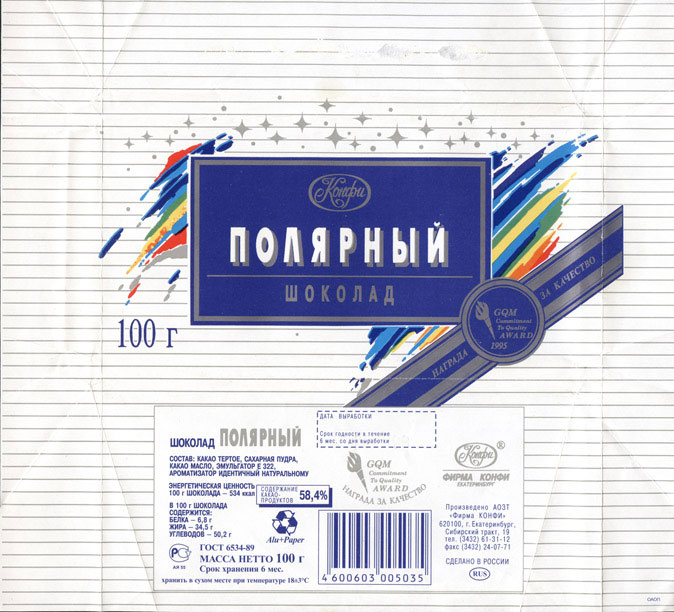 Конфи
ПОЛЯРНЫЙ
ШОКОЛАД
100 г
GQM
Commitment
To Quality
AWARD
1995
НАГРАДА
ЗА КАЧЕСТВО
ШОКОЛАД ПОЛЯРНЫЙ
СОСТАВ: КАКАО ТЕРТОЕ, САХАРНАЯ ПУДРА,
КАКАО МАСЛО, ЭМУЛЬГАТОР Е 322,
АРОМАТИЗАТОР ИДЕНТИЧНЫЙ НАТУРАЛЬНОМУ
ЭНЕРГЕТИЧЕСКАЯ ЦЕННОСТЬ
100 г ШОКОЛАДА – 534 ккал
СОДЕРЖАНИЕ
КАКАО-
ПРОДУКТОВ
58,4%
В 100 г ШОКОЛАДА
СОДЕРЖИТСЯ:
БЕЛКА – 6,8 г
ЖИРА – 34,5 г
УГЛЕВОДОВ – 50,2 г
Alu+Paper
АЯ 55
ГОСТ 6534-89
МАССА НЕТТО 100 г
Срок хранения 6 мес.
хранить в сухом месте при температуре 18±3°С
ДАТА ВЫРАБОТКИ
Срок годности в течение
6 мес. со дня выработки
GQM
Commitment
To Quality
AWARD
НАГРАДА ЗА КАЧЕСТВО
4 600603 005035
Конфи
®
ФИРМА КОНФИ
ЕКАТЕРИНБУРГ
Произведено АОЗТ
«Фирма КОНФИ»
620100, г. Екатеринбург,
Сибирский тракт, 19
тел. (3432) 61-31-12
факс (3432) 24-07-71
СДЕЛАНО В РОССИИ
RUS